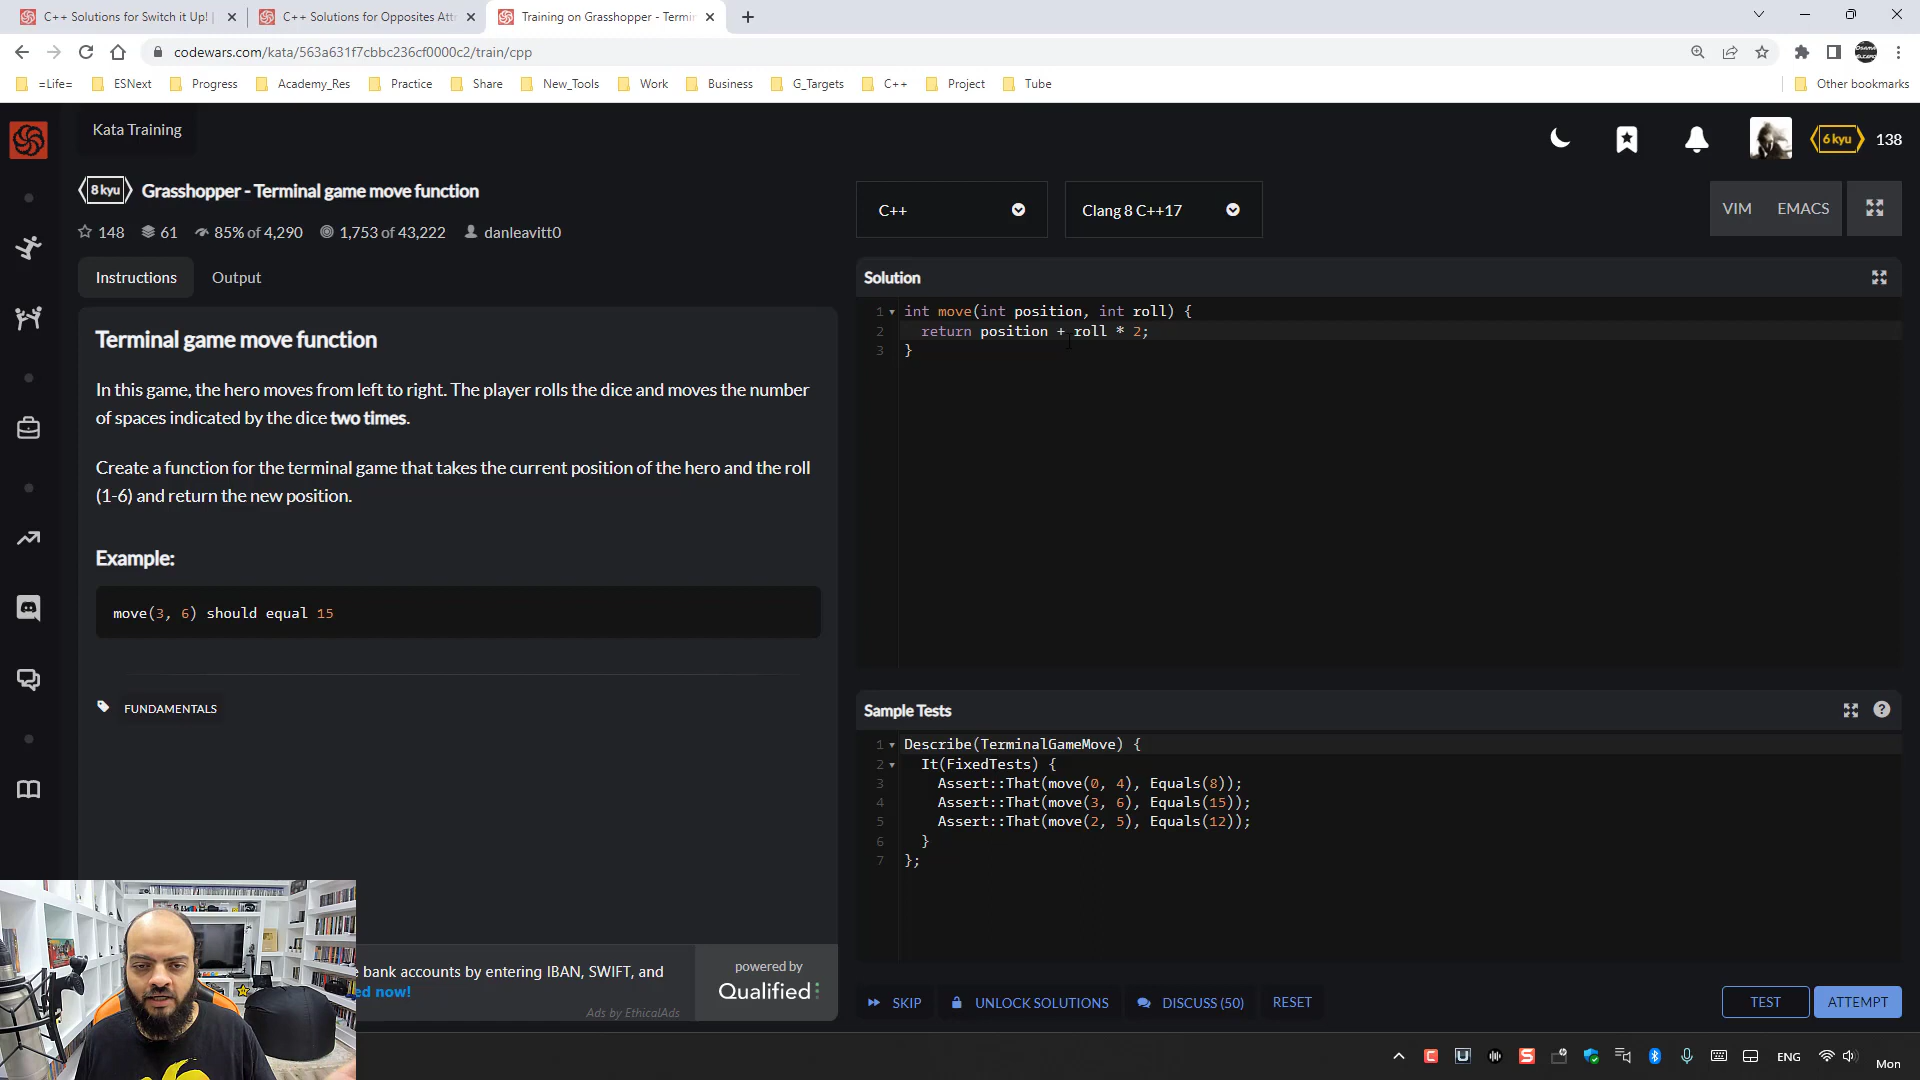 C++ Solutions for Switch it Up! |
C++ Solutions for Opposites Attr
Training on Grasshopper - Termin
codewars.com/kata/563a631f7cbbc236cf0000c2/train/cpp
=Life= ESNext Progress Academy_Res Practice Share New_Tools Work Business G_Targets C++ Project Tube Other bookmarks
Kata Training
6 kyu 138
8 kyu Grasshopper - Terminal game move function
148 61 85% of 4,290 1,753 of 43,222 danleavitt0
C++ Clang 8 C++17 VIM EMACS
Instructions Output
Terminal game move function
In this game, the hero moves from left to right. The player rolls the dice and moves the number
of spaces indicated by the dice two times.
Create a function for the terminal game that takes the current position of the hero and the roll
(1-6) and return the new position.
Example:
move(3, 6) should equal 15
FUNDAMENTALS
e bank accounts by entering IBAN, SWIFT, and
ed now!
powered by
Qualified
Ads by EthicalAds
Solution
1 int move(int position, int roll) {
2 return position + roll * 2;
3 }
Sample Tests
1 Describe(TerminalGameMove) {
2 It(FixedTests) {
3 Assert::That(move(0, 4), Equals(8));
4 Assert::That(move(3, 6), Equals(15));
5 Assert::That(move(2, 5), Equals(12));
6 }
7 };
SKIP UNLOCK SOLUTIONS DISCUSS (50) RESET TEST ATTEMPT
ENG
Mon